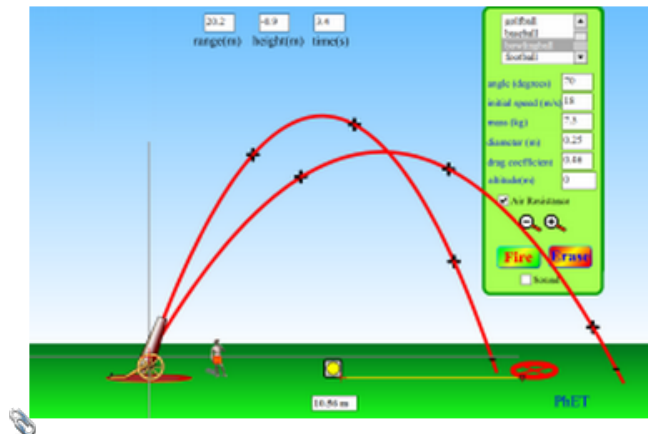 20.2 -0.9 3.4
range(m) height(m) time(s)
golfball
baseball
bowlingball
football
angle (degrees) 70
initial speed (m/s) 18
mass (kg) 7.5
diameter (m) 0.25
drag coefficient 0.46
altitude(m) 0
Air Resistance
Fire Erase
Sound
10.56 m
PhET